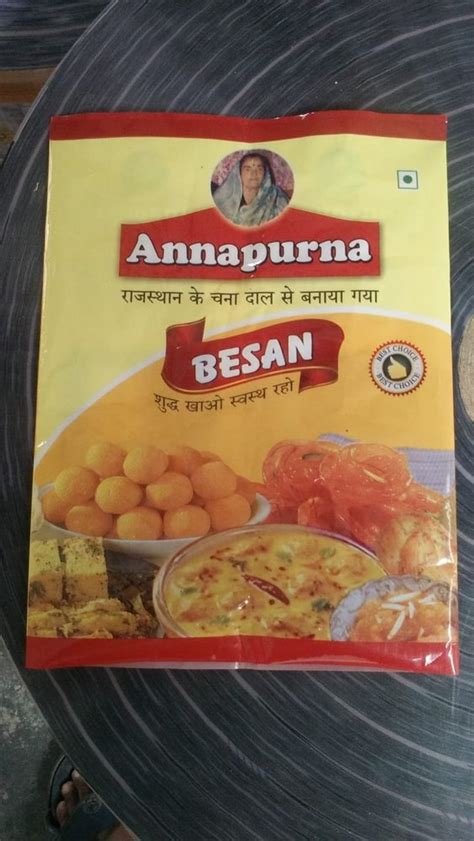 Annapurna
राजस्थान के चना दाल से बनाया गया
BESAN
शुद्ध खाओ स्वस्थ रहो
BEST CHOICE
BEST CHOICE